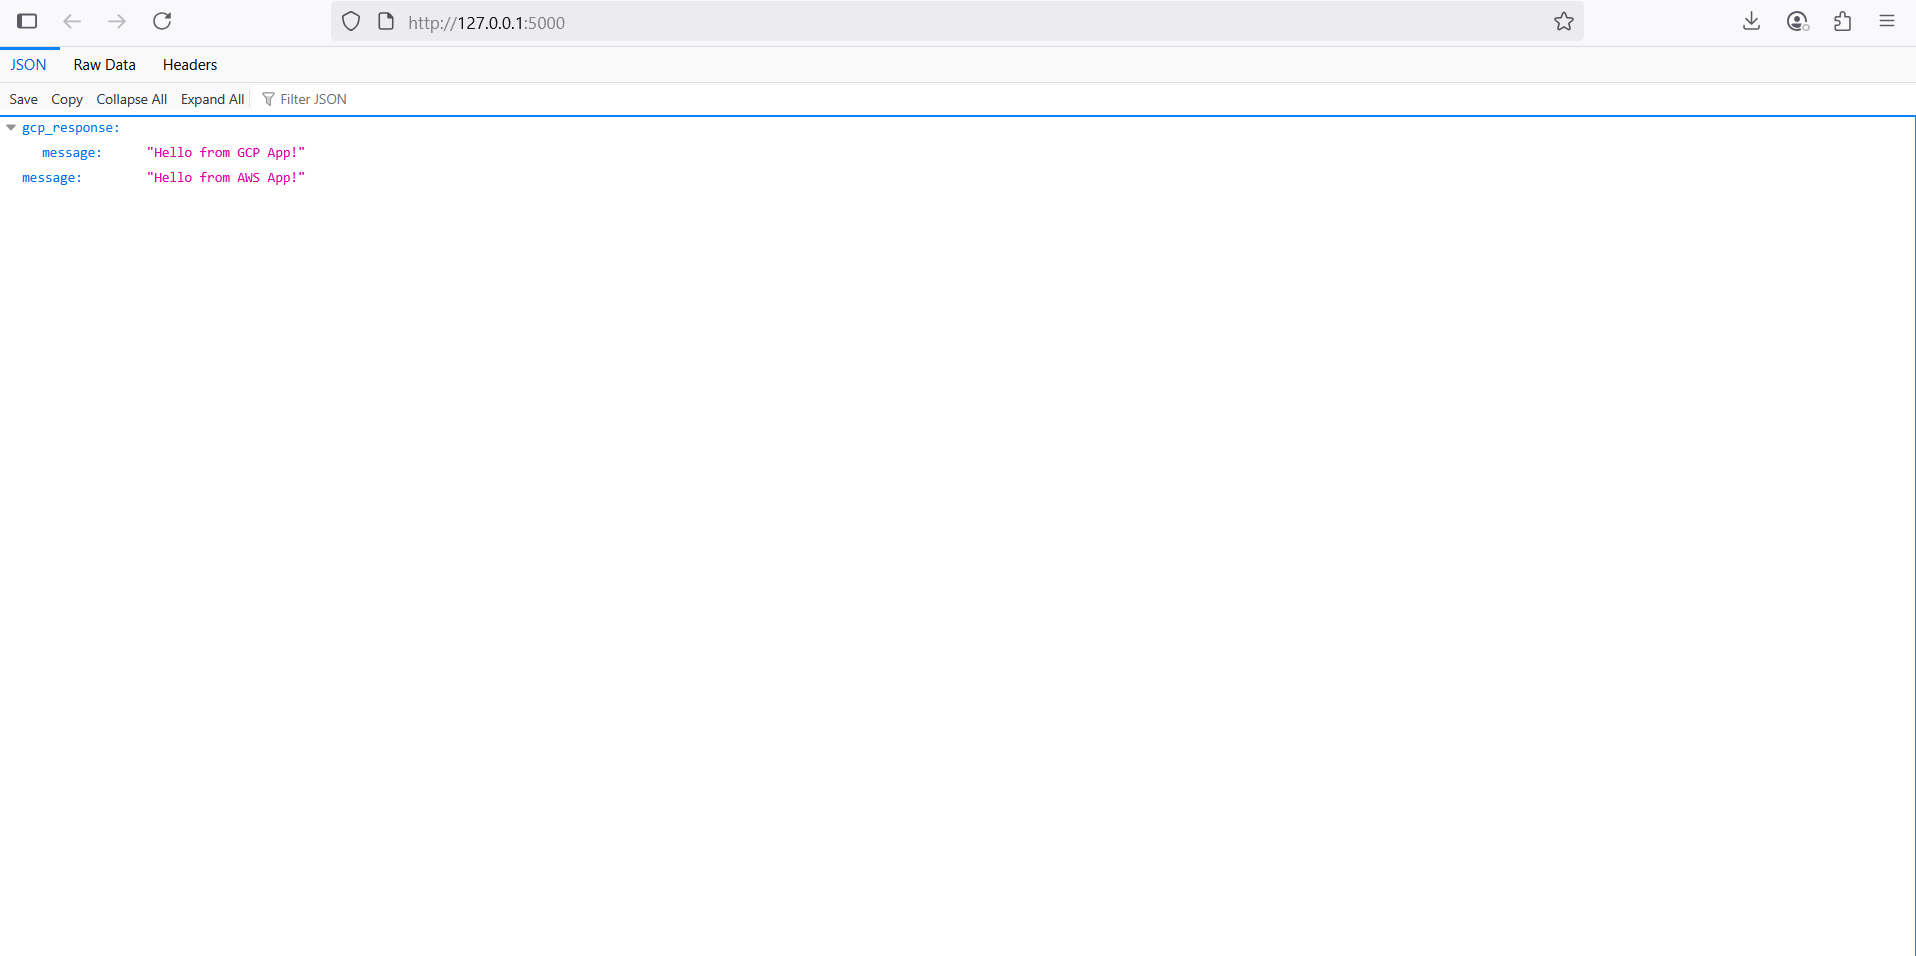 http://127.0.0.1:5000
JSON Raw Data Headers
Save Copy Collapse All Expand All Filter JSON
gcp_response:
message: "Hello from GCP App!"
message: "Hello from AWS App!"